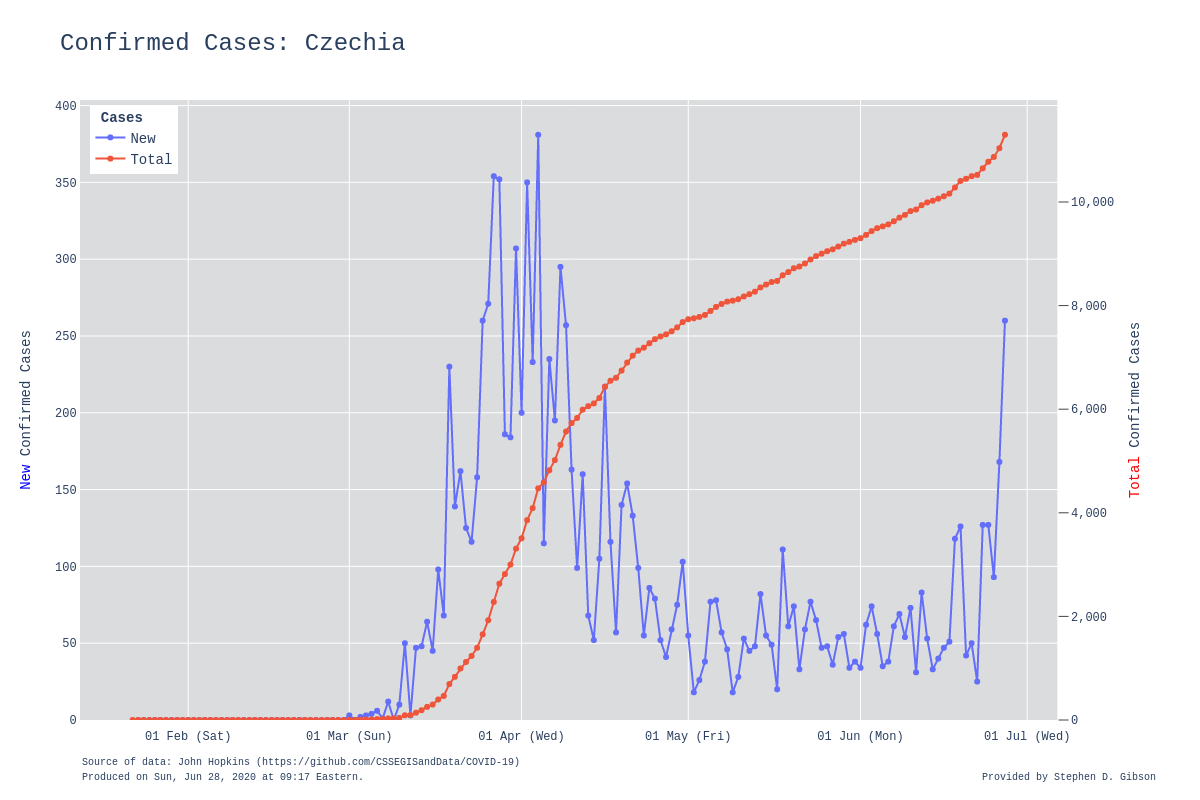 Confirmed Cases: Czechia
Cases
New
Total
400
350
300
250
200
150
100
50
0
10,000
8,000
6,000
4,000
2,000
0
New Confirmed Cases
Total Confirmed Cases
01 Feb (Sat)
01 Mar (Sun)
01 Apr (Wed)
01 May (Fri)
01 Jun (Mon)
01 Jul (Wed)
Source of data: John Hopkins (https://github.com/CSSEGISandData/COVID-19)
Produced on Sun, Jun 28, 2020 at 09:17 Eastern.
Provided by Stephen D. Gibson